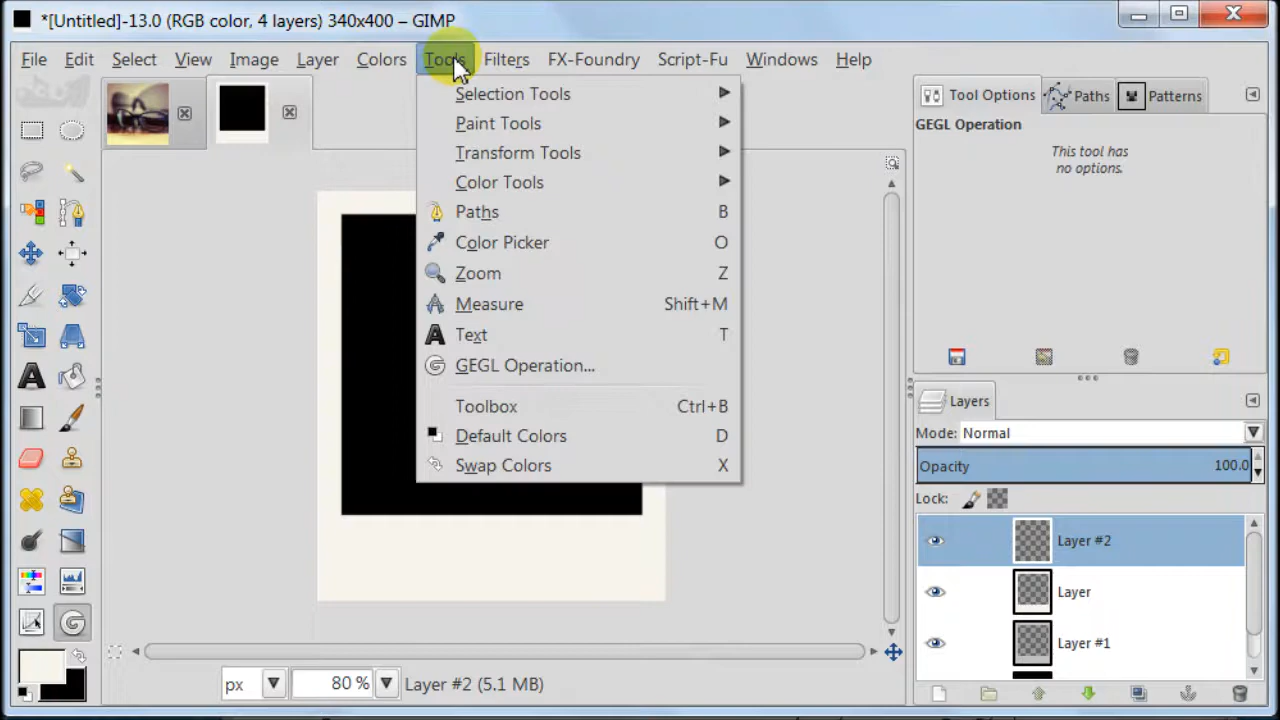 *[Untitled]-13.0 (RGB color, 4 layers) 340x400 – GIMP
File Edit Select View Image Layer Colors Tools Filters FX-Foundry Script-Fu Windows Help
Selection Tools
Paint Tools
Transform Tools
Color Tools
Paths B
Color Picker O
Zoom Z
Measure Shift+M
Text T
GEGL Operation...
Toolbox Ctrl+B
Default Colors D
Swap Colors X
Tool Options Paths Patterns
GEGL Operation
This tool has
no options.
Layers
Mode: Normal
Opacity 100.0
Lock:
Layer #2
Layer
Layer #1
px 80 % Layer #2 (5.1 MB)